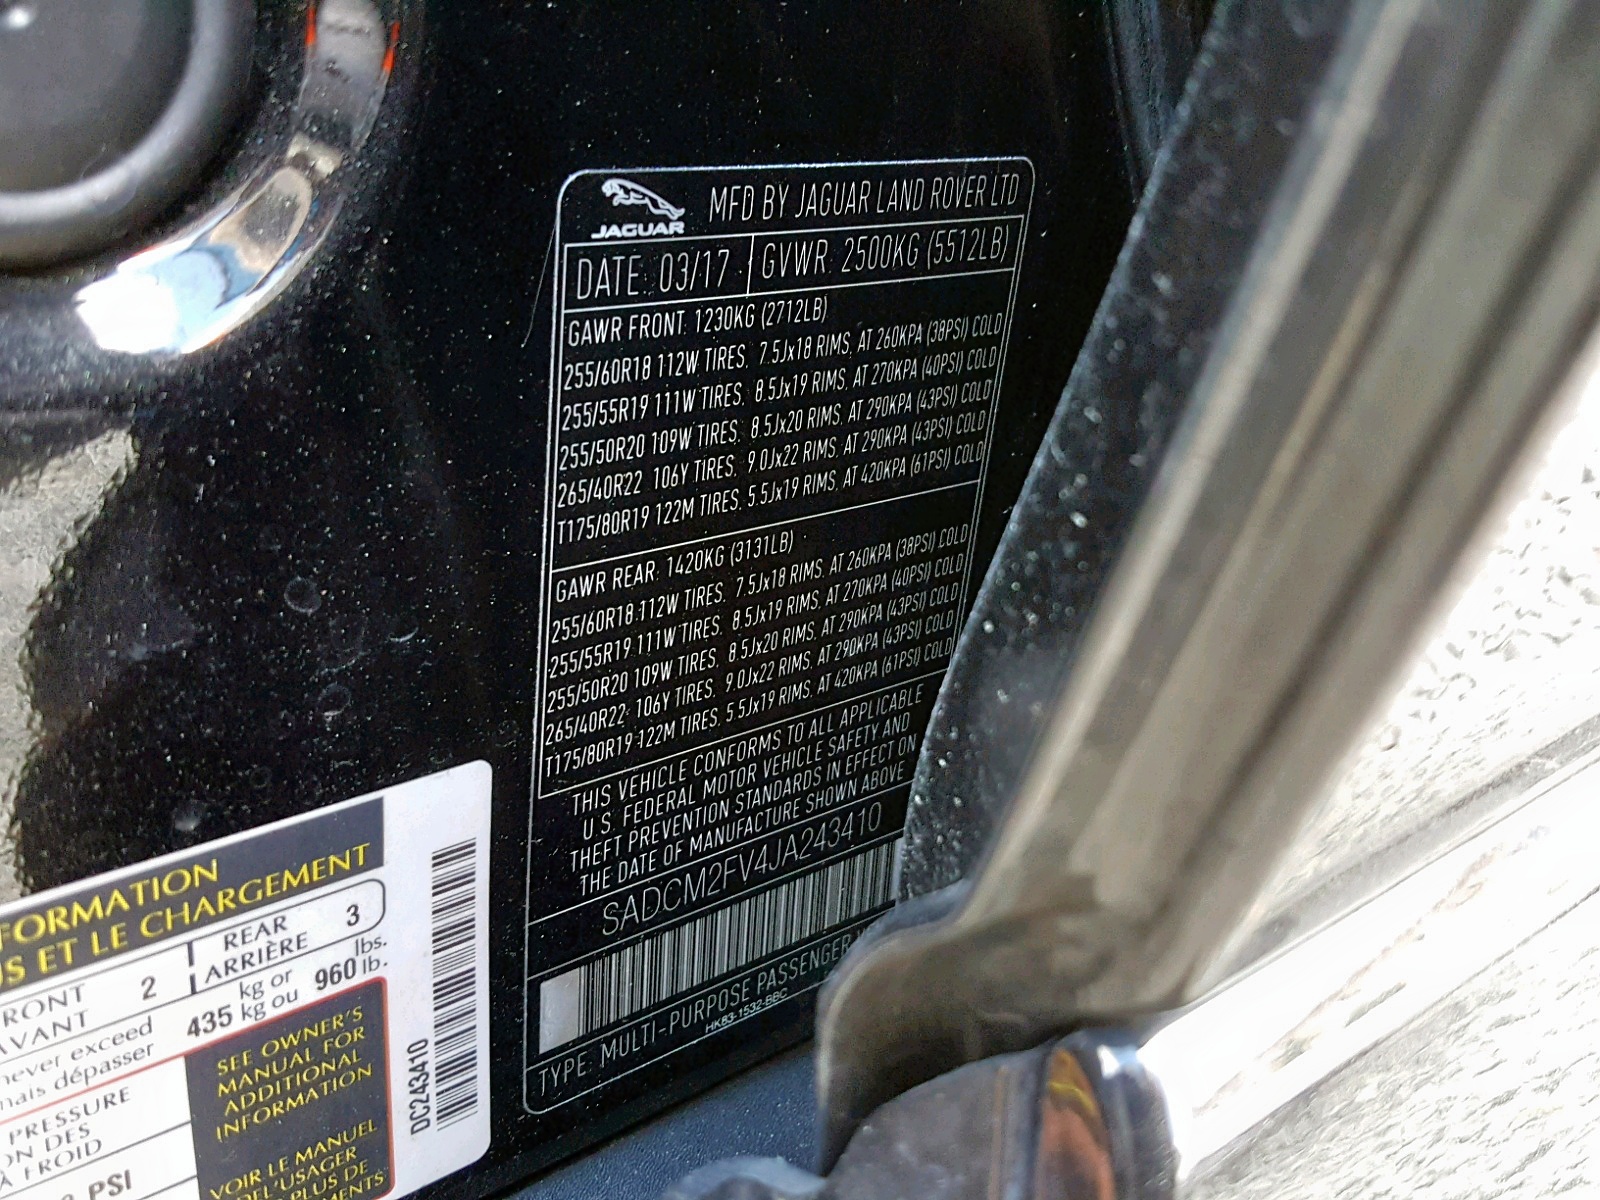 JAGUAR
MFD BY JAGUAR LAND ROVER LTD
DATE: 03/17
GVWR: 2500KG (5512LB)
GAWR FRONT: 1230KG (2712LB)
255/60R18 112W TIRES, 7.5Jx18 RIMS, AT 260KPA (38PSI) COLD
255/55R19 111W TIRES, 8.5Jx19 RIMS, AT 270KPA (40PSI) COLD
255/50R20 109W TIRES, 8.5Jx20 RIMS, AT 290KPA (43PSI) COLD
265/40R22 106Y TIRES, 9.0Jx22 RIMS, AT 290KPA (43PSI) COLD
T175/80R19 122M TIRES, 5.5Jx19 RIMS, AT 420KPA (61PSI) COLD
GAWR REAR: 1420KG (3131LB)
255/60R18 112W TIRES, 7.5Jx18 RIMS, AT 260KPA (38PSI) COLD
255/55R19 111W TIRES, 8.5Jx19 RIMS, AT 270KPA (40PSI) COLD
255/50R20 109W TIRES, 8.5Jx20 RIMS, AT 290KPA (43PSI) COLD
265/40R22 106Y TIRES, 9.0Jx22 RIMS, AT 290KPA (43PSI) COLD
T175/80R19 122M TIRES, 5.5Jx19 RIMS, AT 420KPA (61PSI) COLD
THIS VEHICLE CONFORMS TO ALL APPLICABLE
U.S. FEDERAL MOTOR VEHICLE SAFETY AND
THEFT PREVENTION STANDARDS IN EFFECT ON
THE DATE OF MANUFACTURE SHOWN ABOVE
SADCM2FV4JA243410
TYPE: MULTI-PURPOSE PASSENGER
HK83-1532-BBC
FORMATION
US ET LE CHARGEMENT
RONT 2 REAR 3
AVANT ARRIÈRE
never exceed 435 kg or 960 lbs.
mais dépasser kg ou lb.
PRESSURE
ON DES
À FROID
PSI
SEE OWNER'S
MANUAL FOR
ADDITIONAL
INFORMATION
VOIR LE MANUEL
DE L'USAGER
PLUS DE
MENTS
DC243410